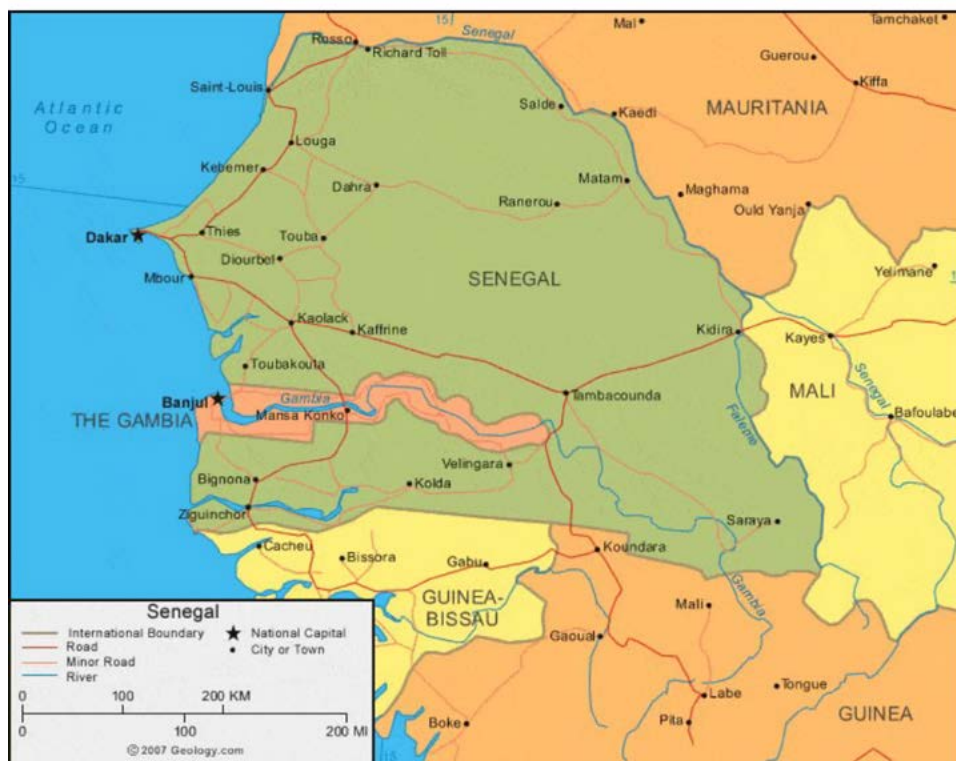 15
Mal
Tamchaket
Rosso
Senegal
Richard Toll
Guerou
Saint-Louis
Kiffa
Atlantic
Ocean
Salde
Kaedi
MAURITANIA
Louga
Kebemer
Dahra
Matam
Maghama
Ranerou
Ould Yanja
Dakar
Thies
Touba
Diourbel
Mbour
SENEGAL
Yelimane
Kaolack
Kaffrine
Kidira
Kayes
Toubakouta
Banjul
Gambia
Mansa Konko
THE GAMBIA
Tambacounda
MALI
Senegal
Faleme
Bafoulabe
Bignona
Velingara
Kolda
Ziguinchor
Saraya
Cacheu
Bissora
Gabu
Koundara
Gambia
GUINEA-
BISSAU
Mali
Gaoual
Labe
Tongue
Boke
Pita
GUINEA
15
Senegal
International Boundary
National Capital
Road
City or Town
Minor Road
River
0 100 200 KM
0 100 200 MI
© 2007 Geology.com